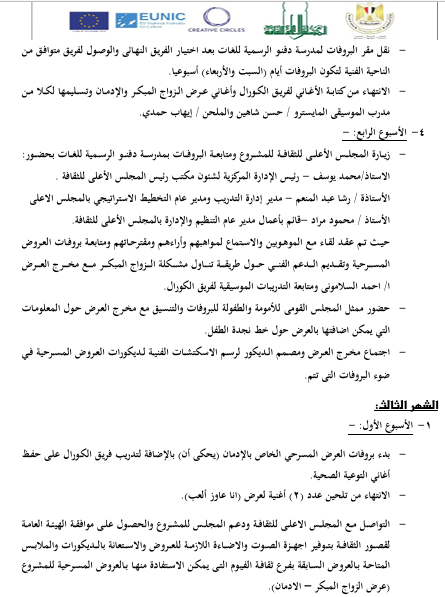 EUNIC
CREATIVE CIRCLES
– نقل مقر البروفات لمدرسة دفنو الرسمية للغات بعد اختيار الفريق النهائى والوصول لفريق متوافق من
الناحية الفنية لتكون البروفات أيام (السبت والأربعاء) أسبوعيا.
– الانتهاء من كتابة الأغاني لفريق الكورال وأغاني عرض الزواج المبكر والإدمان وتسليمها لكلا من
مدرب الموسيقى المايسترو / حسن شاهين والملحن / إيهاب حمدي.
٤- الأسبوع الرابع: –
– زيارة المجلس الأعلى للثقافة للمشروع ومتابعة البروفات بمدرسة دفنو الرسمية للغات بحضور:
الاستاذ/محمد يوسف – رئيس الإدارة المركزية لشئون مكتب رئيس المجلس الأعلى للثقافة .
الأستاذة / رشا عبد المنعم – مدير إدارة التدريب ومدير عام التخطيط الاستراتيجي بالمجلس الاعلى
الأستاذ / محمود مراد –قائم بأعمال مدير عام التنظيم والإدارة بالمجلس الأعلى للثقافة.
حيث تم عقد لقاء مع الموهوبين والاستماع لمواهبهم وآراءهم ومقترحاتهم ومتابعة بروفات العروض
المسرحية وتقديم الدعم الفني حول طريقة تناول مشكلة الزواج المبكر مع مخرج العرض
ا/ احمد السلامونى ومتابعة التدريبات الموسيقية لفريق الكورال.
– حضور ممثل المجلس القومى للأمومة والطفولة للبروفات والتنسيق مع مخرج العرض حول المعلومات
التي يمكن اضافتها بالعرض حول خط نجدة الطفل.
– اجتماع مخرج العرض ومصمم الديكور لرسم الاسكتشات الفنية لديكورات العروض المسرحية في
ضوء البروفات التى تتم.
الشهر الثالث:
١- الأسبوع الأول: –
– بدء بروفات العرض المسرحي الخاص بالإدمان (يحكى أن) بالإضافة لتدريب فريق الكورال على حفظ
أغاني التوعية الصحية.
– الانتهاء من تلحين عدد (٢) أغنية لعرض (انا عاوز ألعب).
– التواصل مع المجلس الاعلى للثقافة ودعم المجلس للمشروع والحصول على موافقة الهيئة العامة
لقصور الثقافة بتوفير اجهزة الصوت والاضاءة اللازمة للعروض والاستعانة بالديكورات والملابس
المتاحة بالعروض السابقة بفرع ثقافة الفيوم التى يمكن الاستفادة منها بالعروض المسرحية للمشروع
(عرض الزواج المبكر – الادمان).